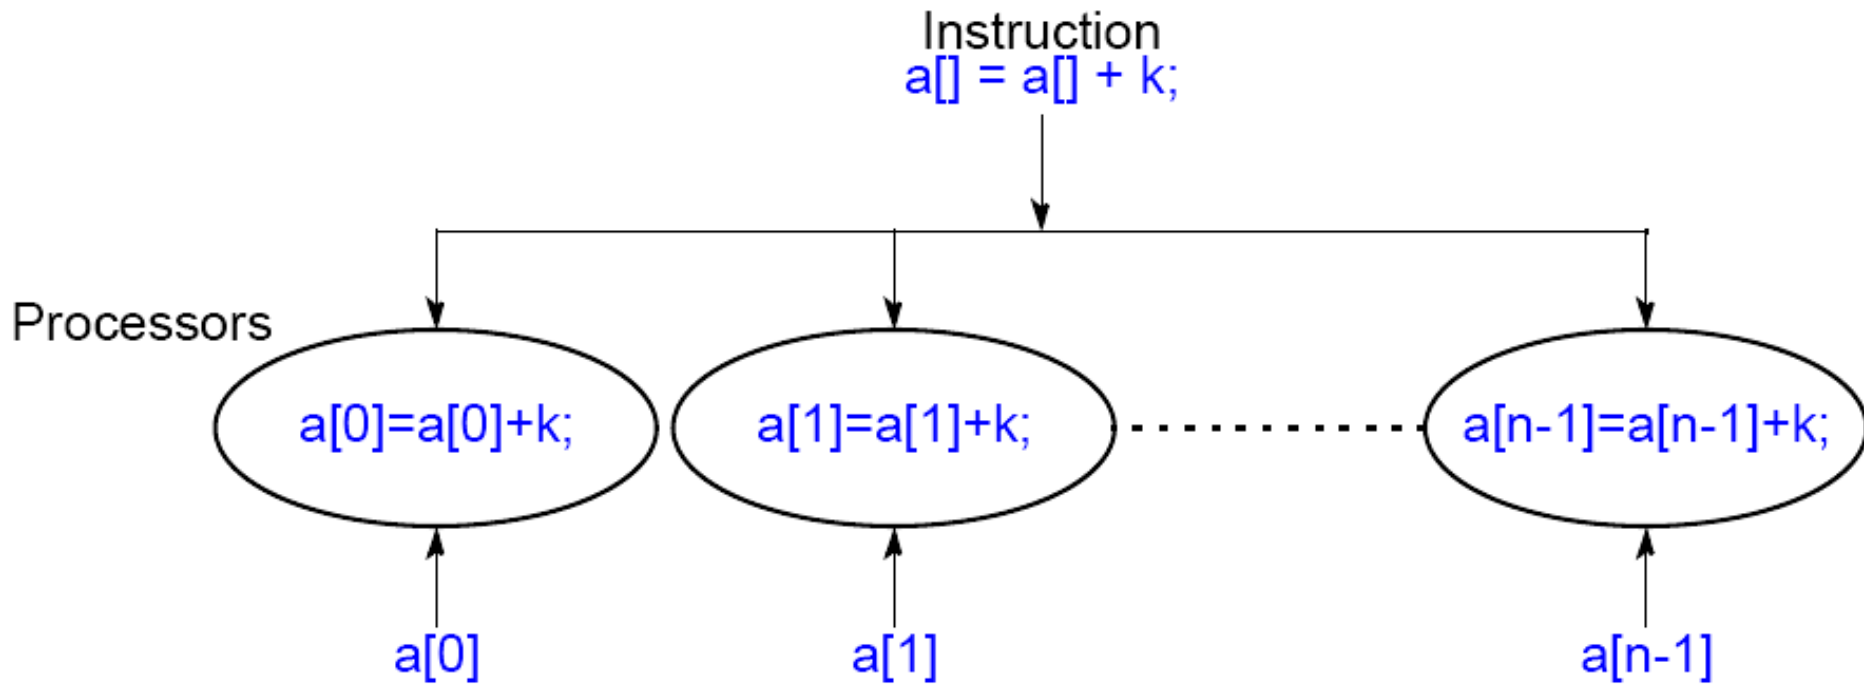 Instruction
a[] = a[] + k;
Processors
a[0]=a[0]+k;
a[1]=a[1]+k;
a[n-1]=a[n-1]+k;
a[0]
a[1]
a[n-1]